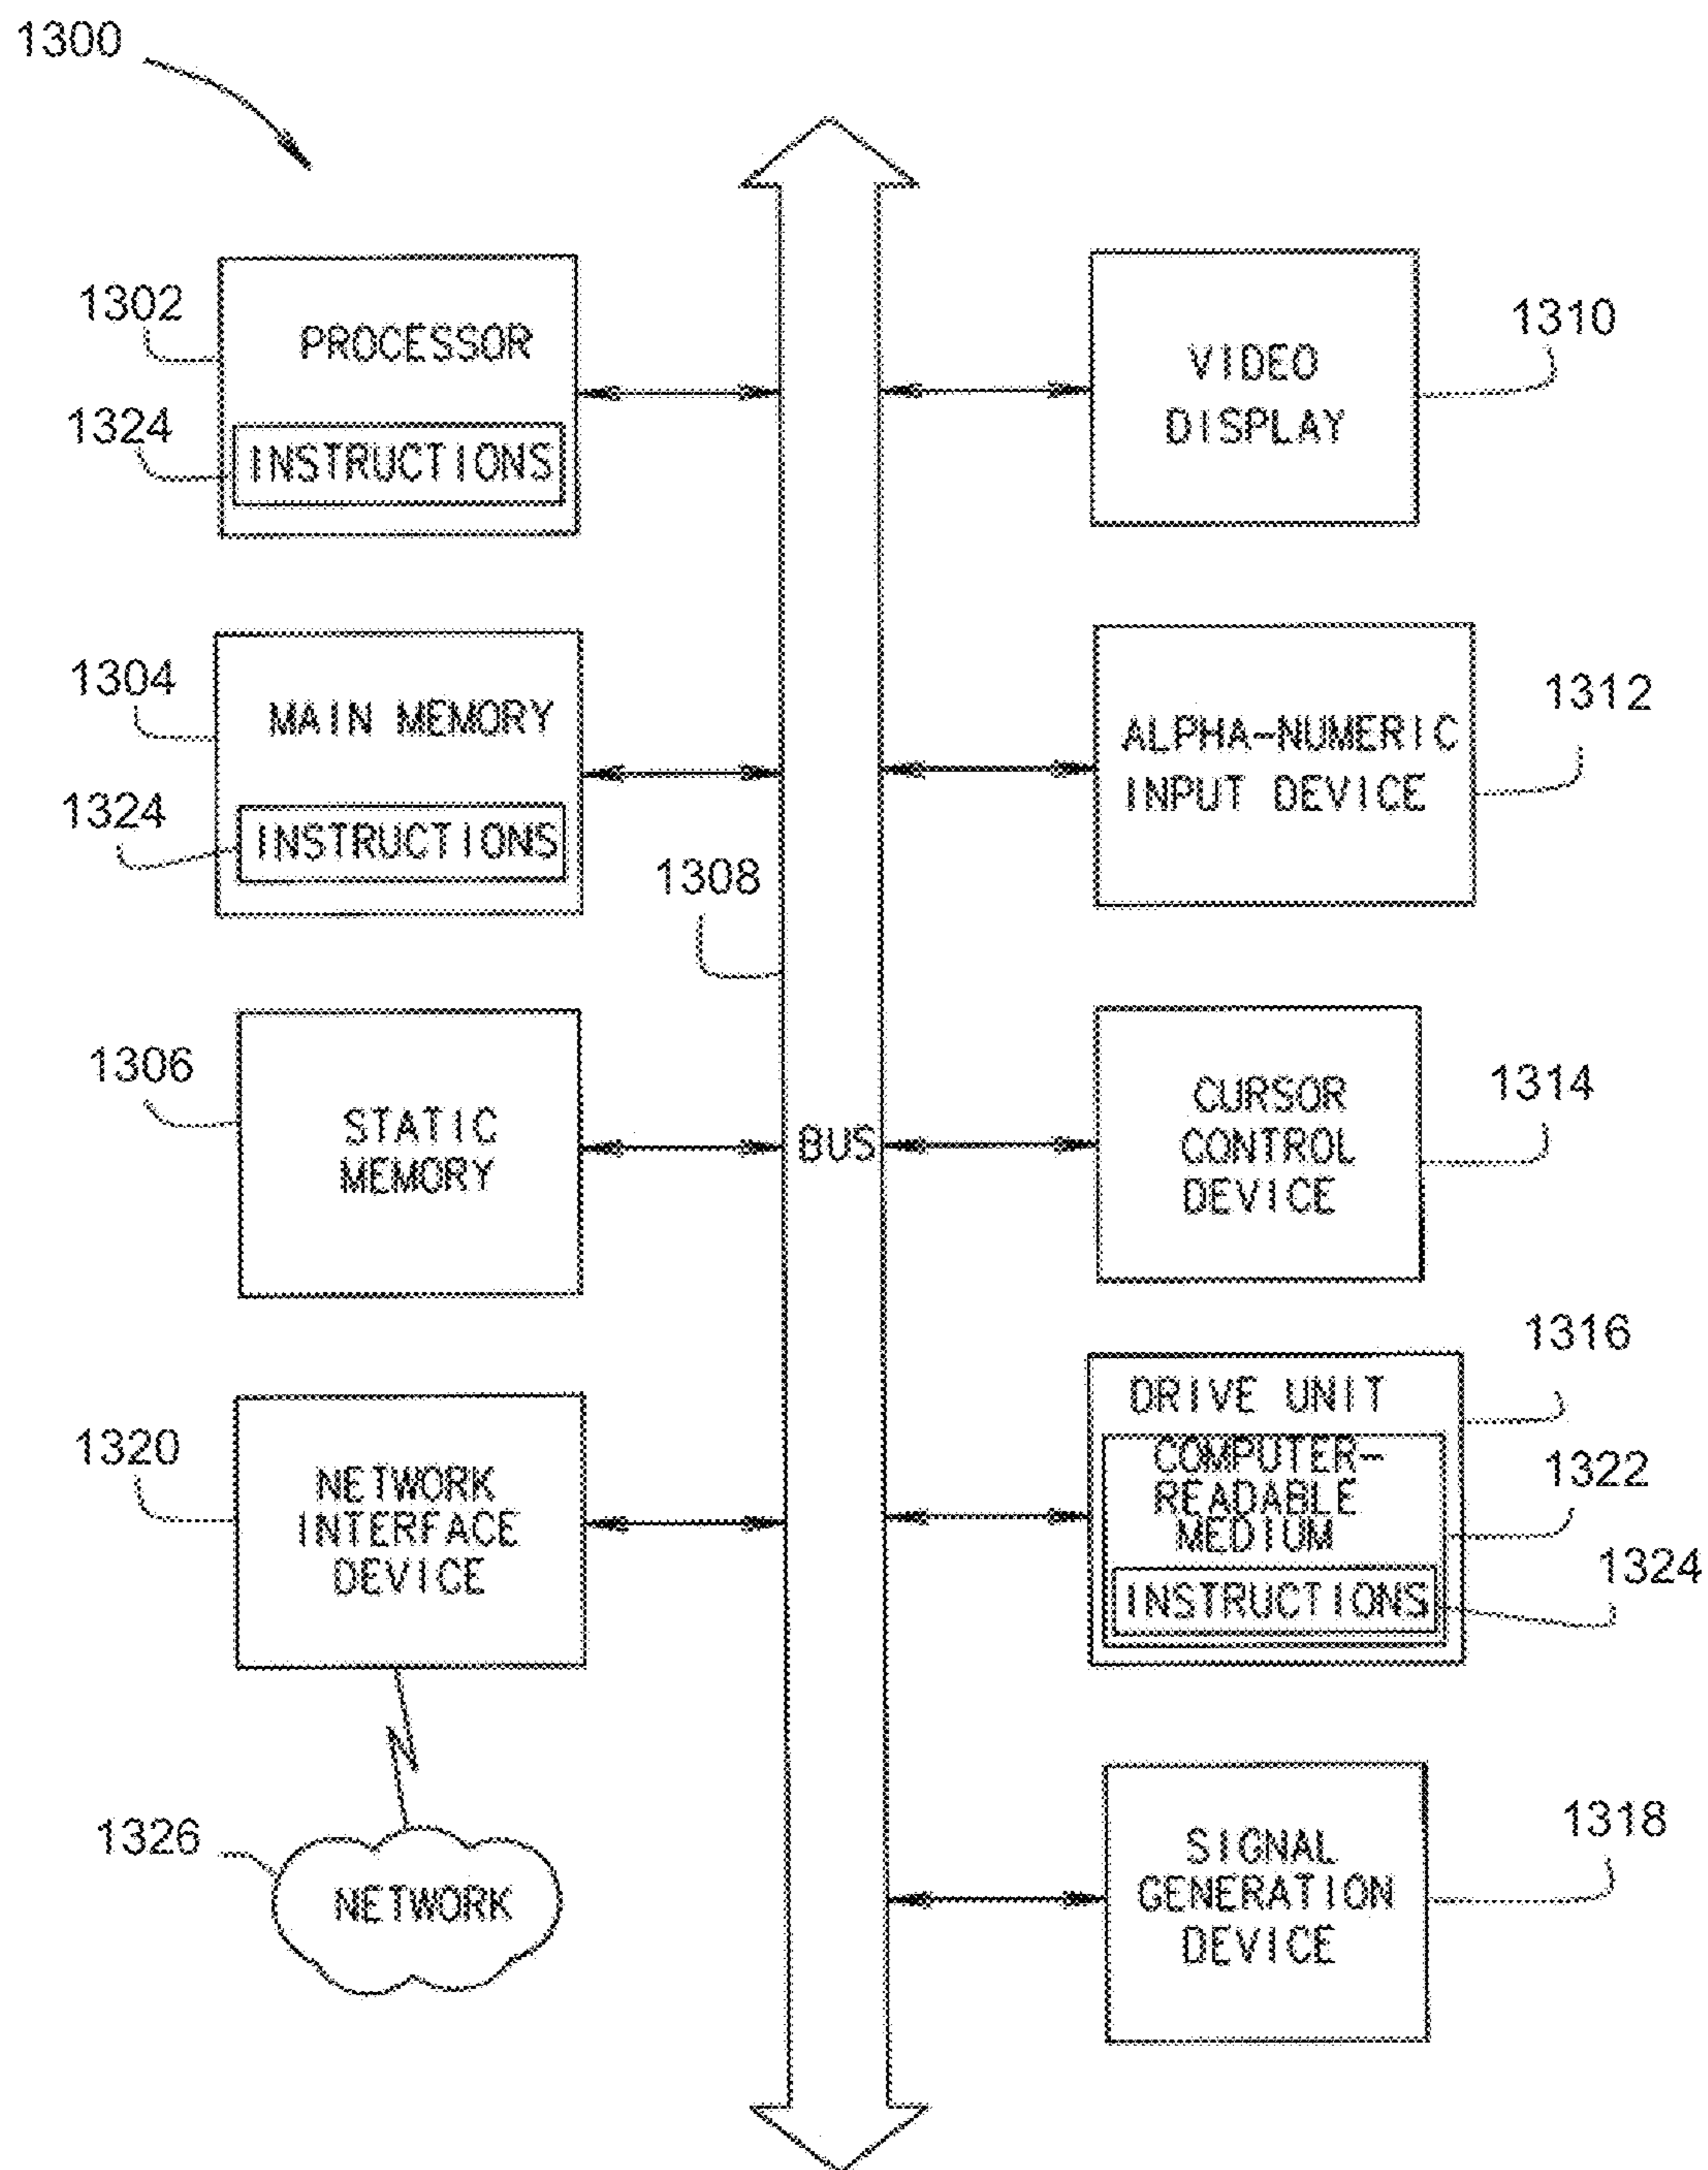 1300
1302
PROCESSOR
1324
INSTRUCTIONS
1304
MAIN MEMORY
1324
INSTRUCTIONS
1308
1306
STATIC
MEMORY
1320
NETWORK
INTERFACE
DEVICE
1326
NETWORK
BUS
1310
VIDEO
DISPLAY
1312
ALPHA-NUMERIC
INPUT DEVICE
1314
CURSOR
CONTROL
DEVICE
1316
DRIVE UNIT
COMPUTER-
READABLE
MEDIUM
1322
1324
INSTRUCTIONS
1318
SIGNAL
GENERATION
DEVICE